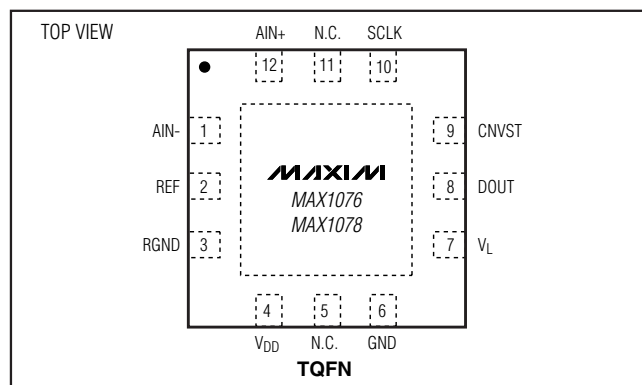 TOP VIEW
AIN+ N.C. SCLK
12 11 10
AIN- 1 9 CNVST
MAXIM
REF 2 MAX1076 8 DOUT
MAX1078
RGND 3 7 VL
4 5 6
VDD N.C. GND
TQFN